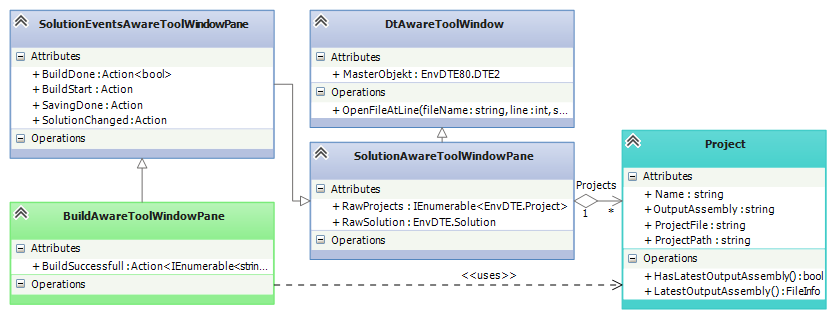 SolutionEventsAwareToolWindowPane
Attributes
+ BuildDone : Action<bool>
+ BuildStart : Action
+ SavingDone : Action
+ SolutionChanged : Action
Operations
DtAwareToolWindow
Attributes
+ MasterObjekt : EnvDTE80.DTE2
Operations
+ OpenFileAtLine(fileName : string, line : int, s...
SolutionAwareToolWindowPane
Attributes
+ RawProjects : IEnumerable<EnvDTE.Project>
+ RawSolution : EnvDTE.Solution
Operations
Projects
1
*
Project
Attributes
+ Name : string
+ OutputAssembly : string
+ ProjectFile : string
+ ProjectPath : string
Operations
+ HasLatestOutputAssembly() : bool
+ LatestOutputAssembly() : FileInfo
BuildAwareToolWindowPane
Attributes
+ BuildSuccessfull : Action<IEnumerable<strin...
Operations
<<uses>>